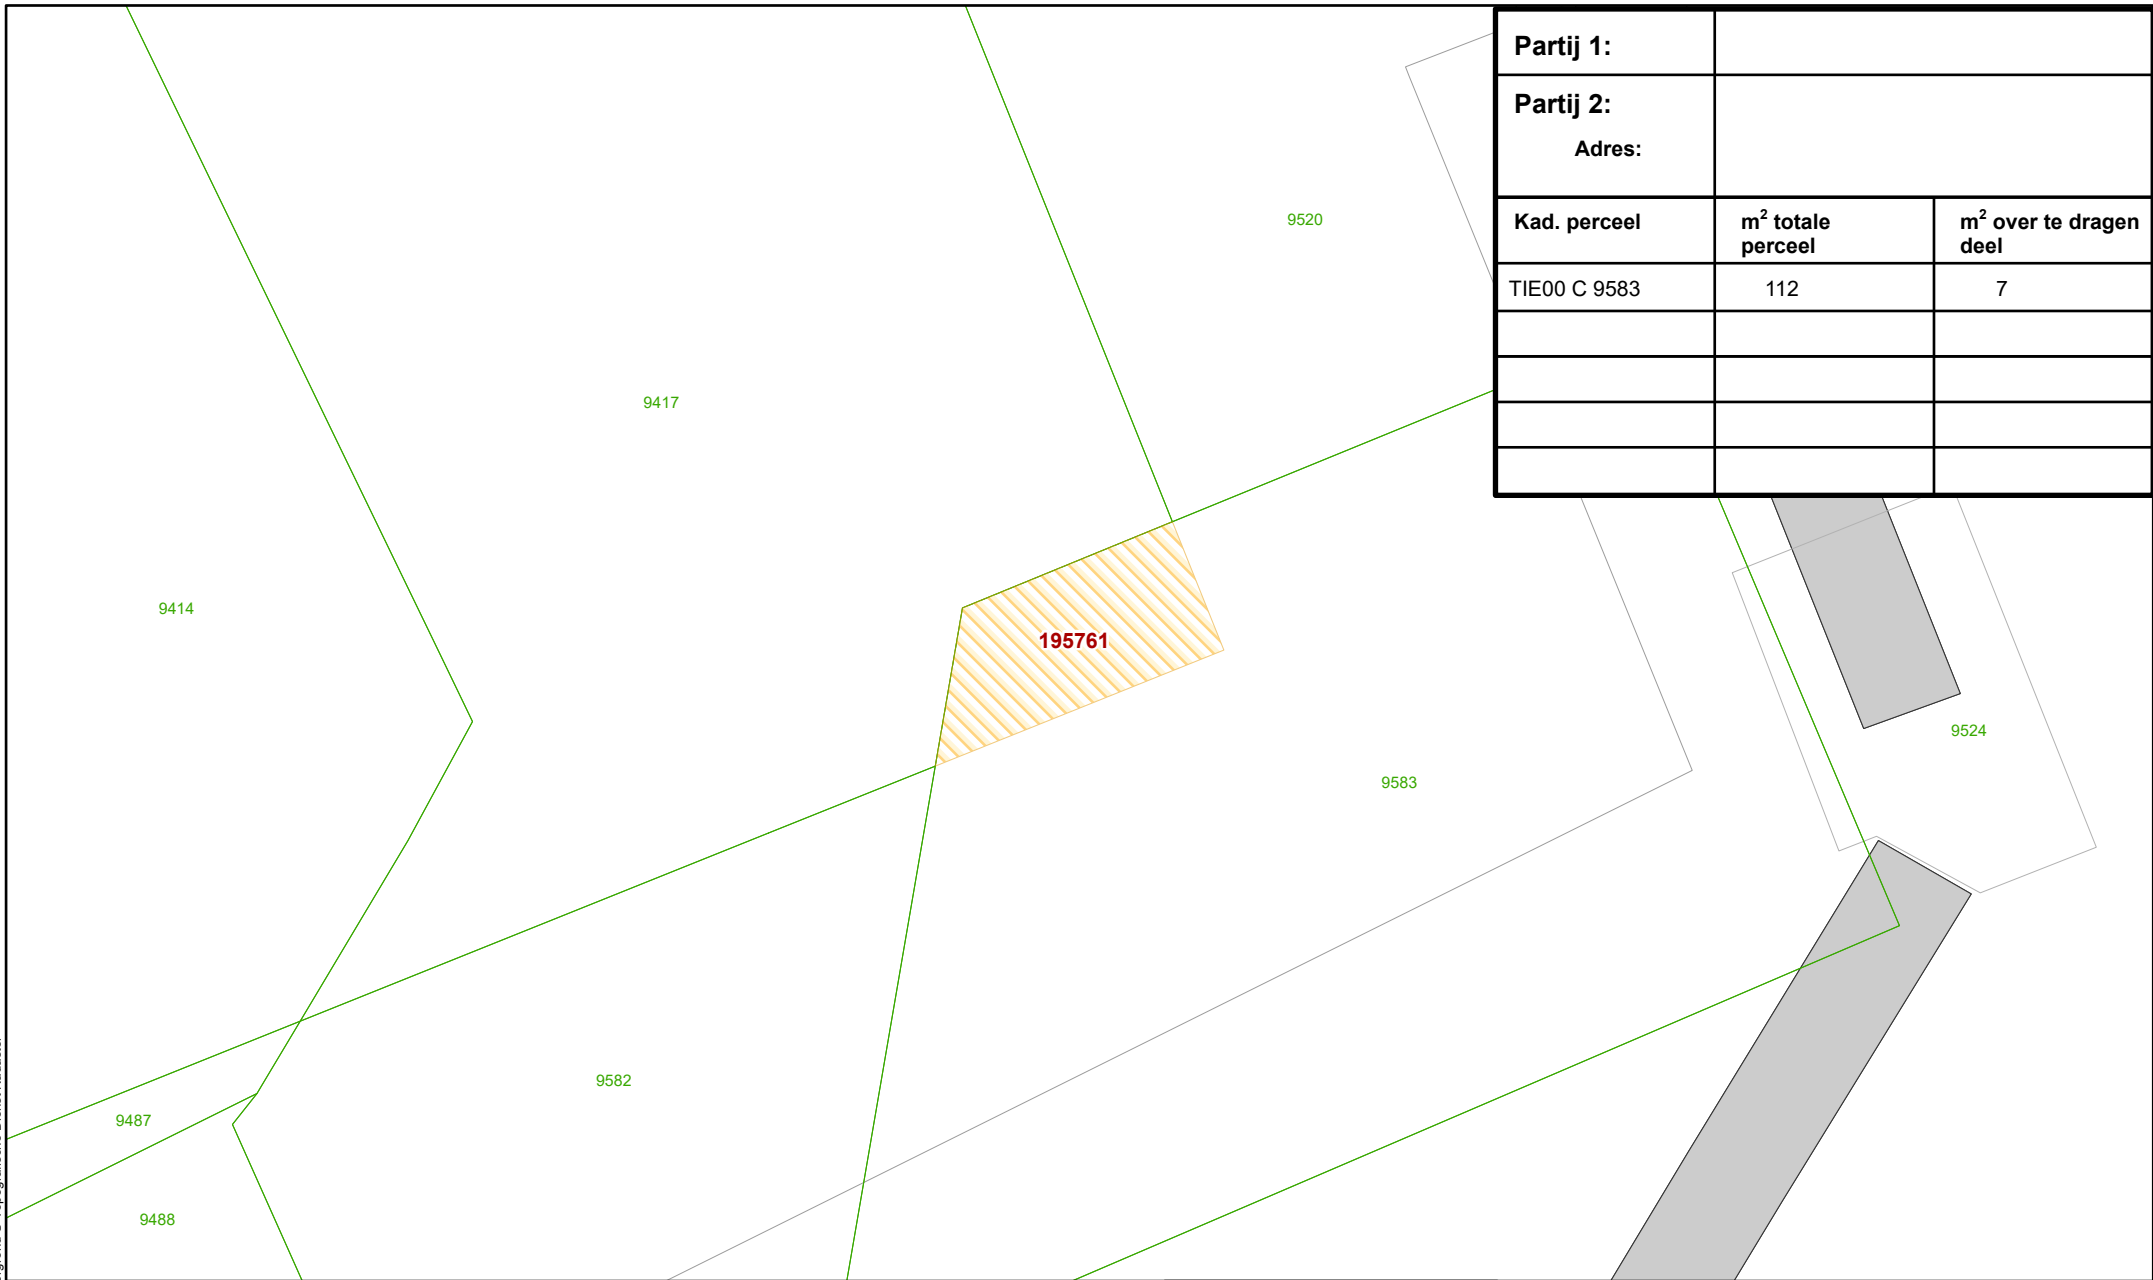 Partij 1:
Partij 2:
Adres:
Kad. perceel
m² totale
perceel
m² over te dragen
deel
TIE00 C 9583
112
7
9520
9417
9414
195761
9524
9583
9582
9487
9488